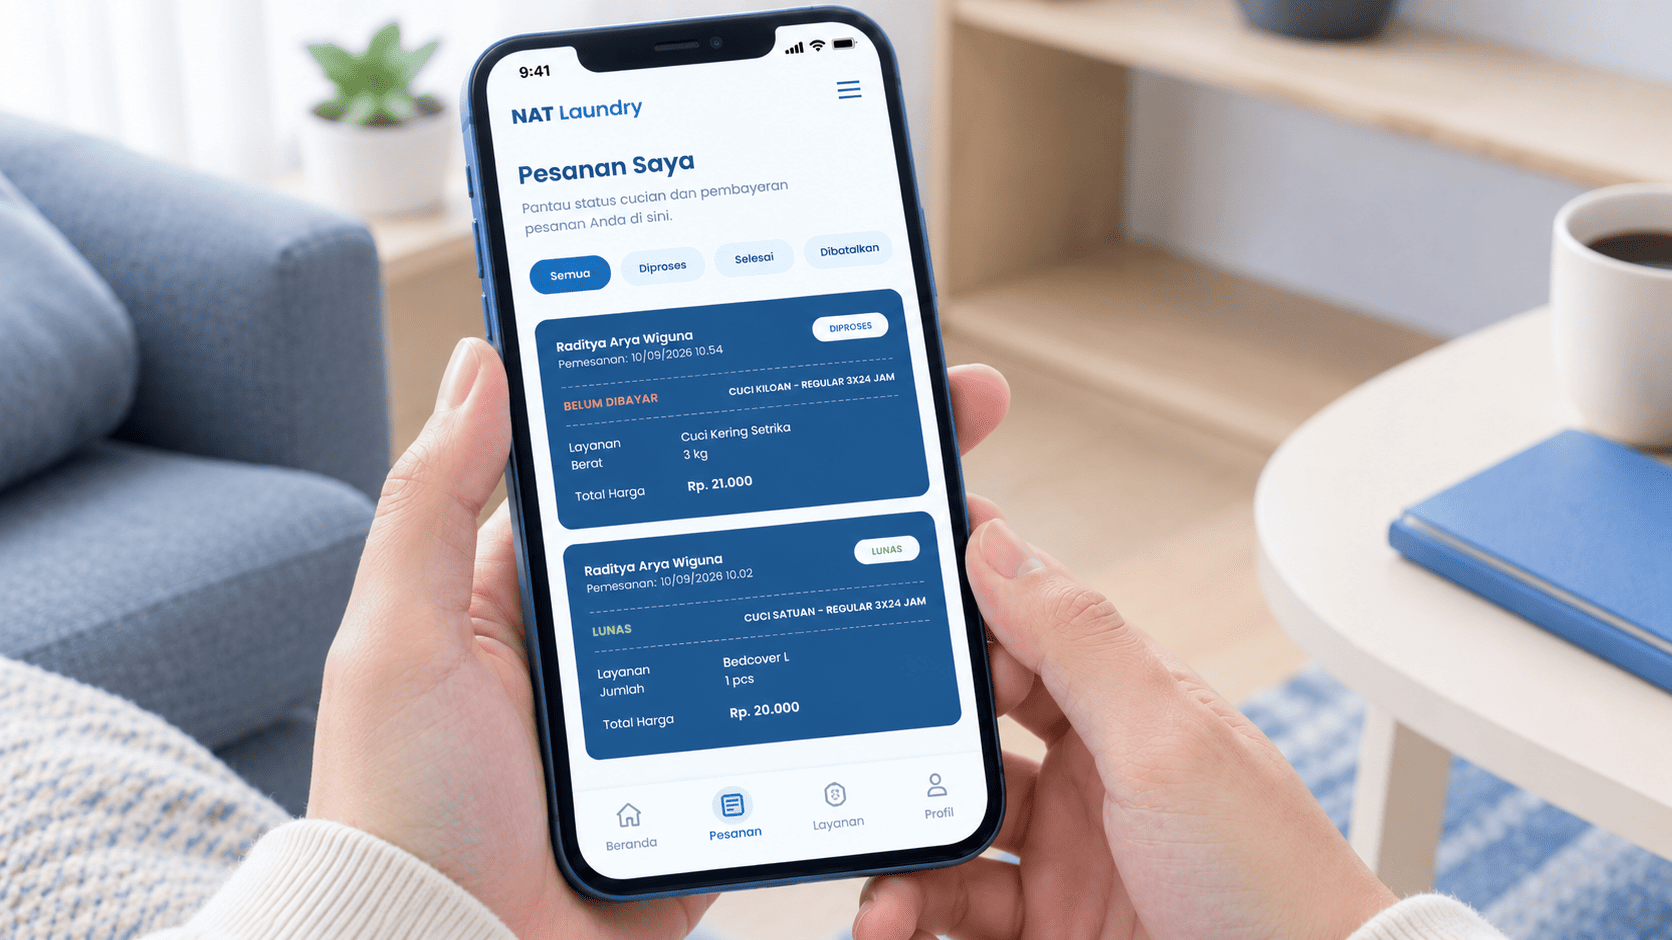 9:41
NAT Laundry
Pesanan Saya
Pantau status cucian dan pembayaran
pesanan Anda di sini.
Semua
Diproses
Selesai
Dibatalkan
Raditya Arya Wiguna
DIPROSES
Pemesanan: 10/09/2026 10.54
BELUM DIBAYAR
CUCI KILOAN - REGULAR 3X24 JAM
Layanan Cuci Kering Setrika
Berat 3 kg
Total Harga Rp. 21.000
Raditya Arya Wiguna
LUNAS
Pemesanan: 10/09/2026 10.02
LUNAS
CUCI SATUAN - REGULAR 3X24 JAM
Layanan Bedcover L
Jumlah 1 pcs
Total Harga Rp. 20.000
Beranda
Pesanan
Layanan
Profil